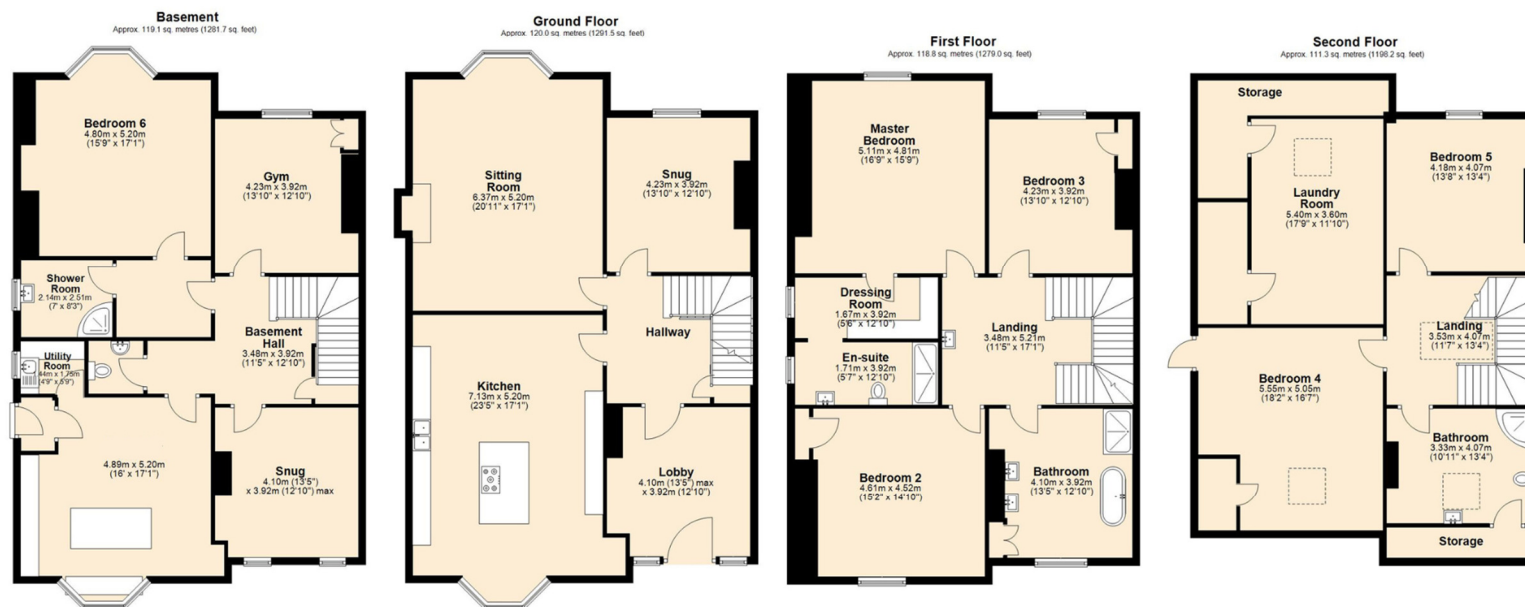 Basement
Approx. 119.1 sq. metres (1281.7 sq. feet)
Bedroom 6
4.80m x 5.20m
(15'9" x 17'1")
Gym
4.23m x 3.92m
(13'10" x 12'10")
Shower
Room
2.14m x 2.51m
(7' x 8'3")
Basement
Hall
3.48m x 3.92m
(11'5" x 12'10")
Utility
Room
44m x 1.75m
(4'9" x 5'9")
4.89m x 5.20m
(16' x 17'1")
Snug
4.10m (13'5")
x 3.92m (12'10") max
Ground Floor
Approx. 120.0 sq. metres (1291.5 sq. feet)
Sitting
Room
6.37m x 5.20m
(20'11" x 17'1")
Snug
4.23m x 3.92m
(13'10" x 12'10")
Hallway
Kitchen
7.13m x 5.20m
(23'5" x 17'1")
Lobby
4.10m (13'5") max
x 3.92m (12'10")
First Floor
Approx. 118.8 sq. metres (1279.0 sq. feet)
Master
Bedroom
5.11m x 4.81m
(16'9" x 15'9")
Bedroom 3
4.23m x 3.92m
(13'10" x 12'10")
Dressing
Room
1.67m x 3.92m
(5'6" x 12'10")
Landing
3.48m x 5.21m
(11'5" x 17'1")
En-suite
1.71m x 3.92m
(5'7" x 12'10")
Bedroom 2
4.61m x 4.52m
(15'2" x 14'10")
Bathroom
4.10m x 3.92m
(13'5" x 12'10")
Second Floor
Approx. 111.3 sq. metres (1198.2 sq. feet)
Storage
Bedroom 5
4.18m x 4.07m
(13'8" x 13'4")
Laundry
Room
5.40m x 3.60m
(17'9" x 11'10")
Landing
3.53m x 4.07m
(11'7" x 13'4")
Bedroom 4
5.55m x 5.05m
(18'2" x 16'7")
Bathroom
3.33m x 4.07m
(10'11" x 13'4")
Storage